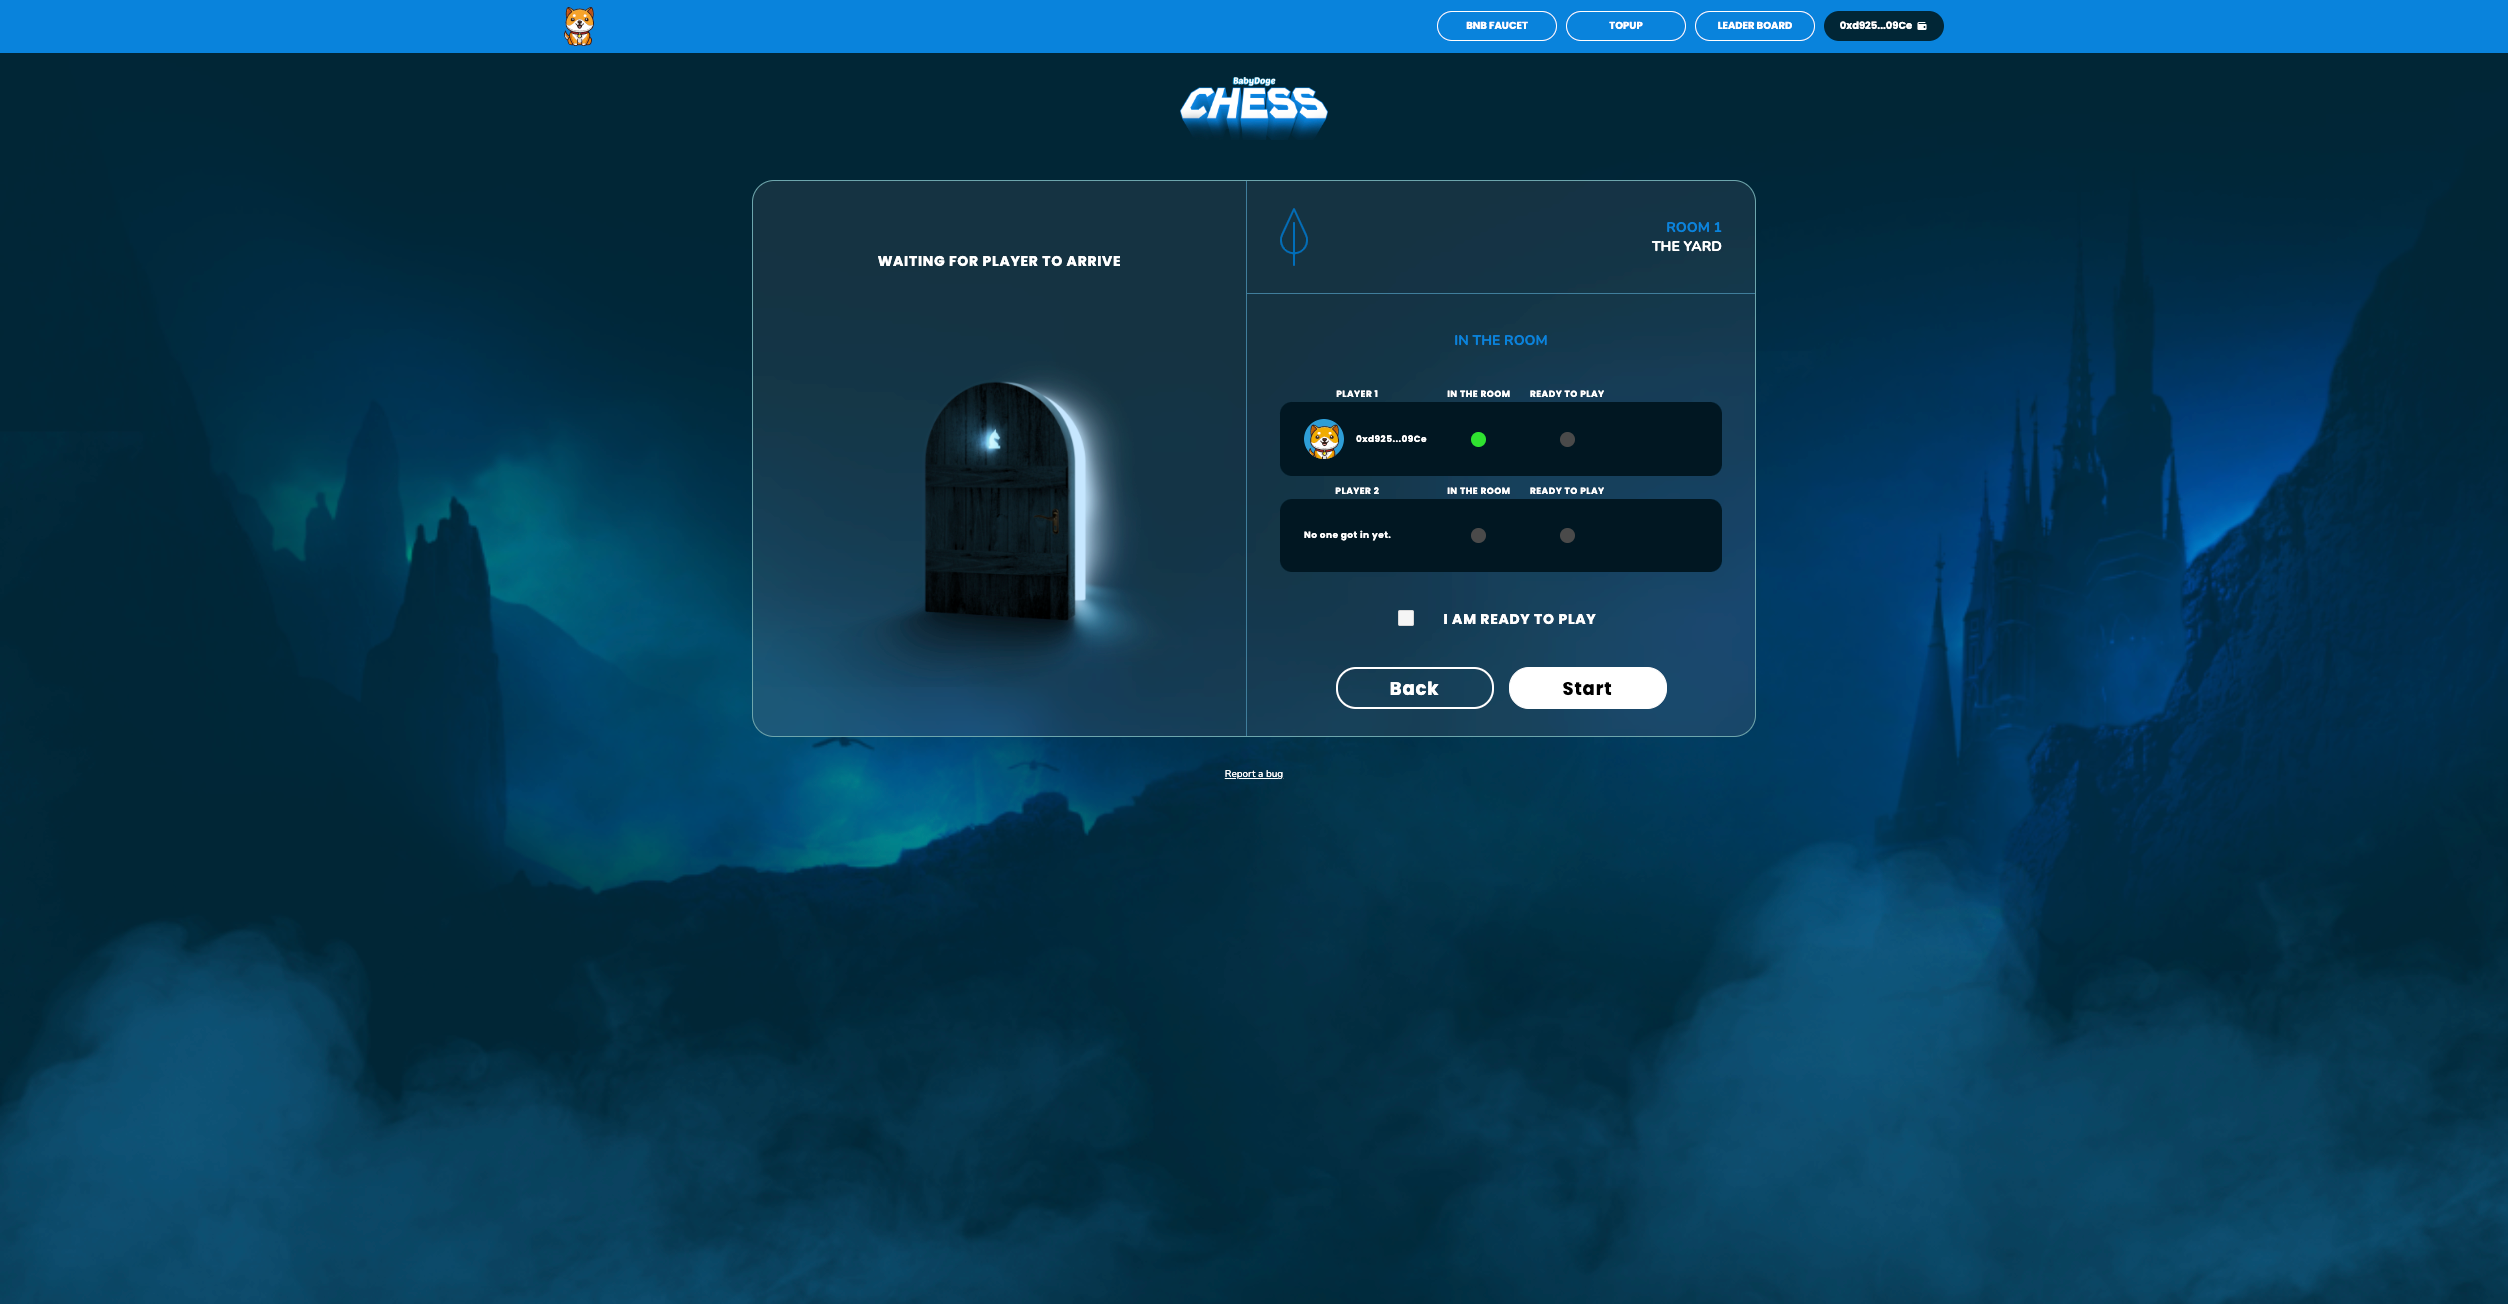 BNB FAUCET
TOPUP
LEADER BOARD
0xd925...09Ce
BabyDoge
CHESS
WAITING FOR PLAYER TO ARRIVE
ROOM 1
THE YARD
IN THE ROOM
PLAYER 1 IN THE ROOM READY TO PLAY
0xd925...09Ce
PLAYER 2 IN THE ROOM READY TO PLAY
No one got in yet.
I AM READY TO PLAY
Back
Start
Report a bug